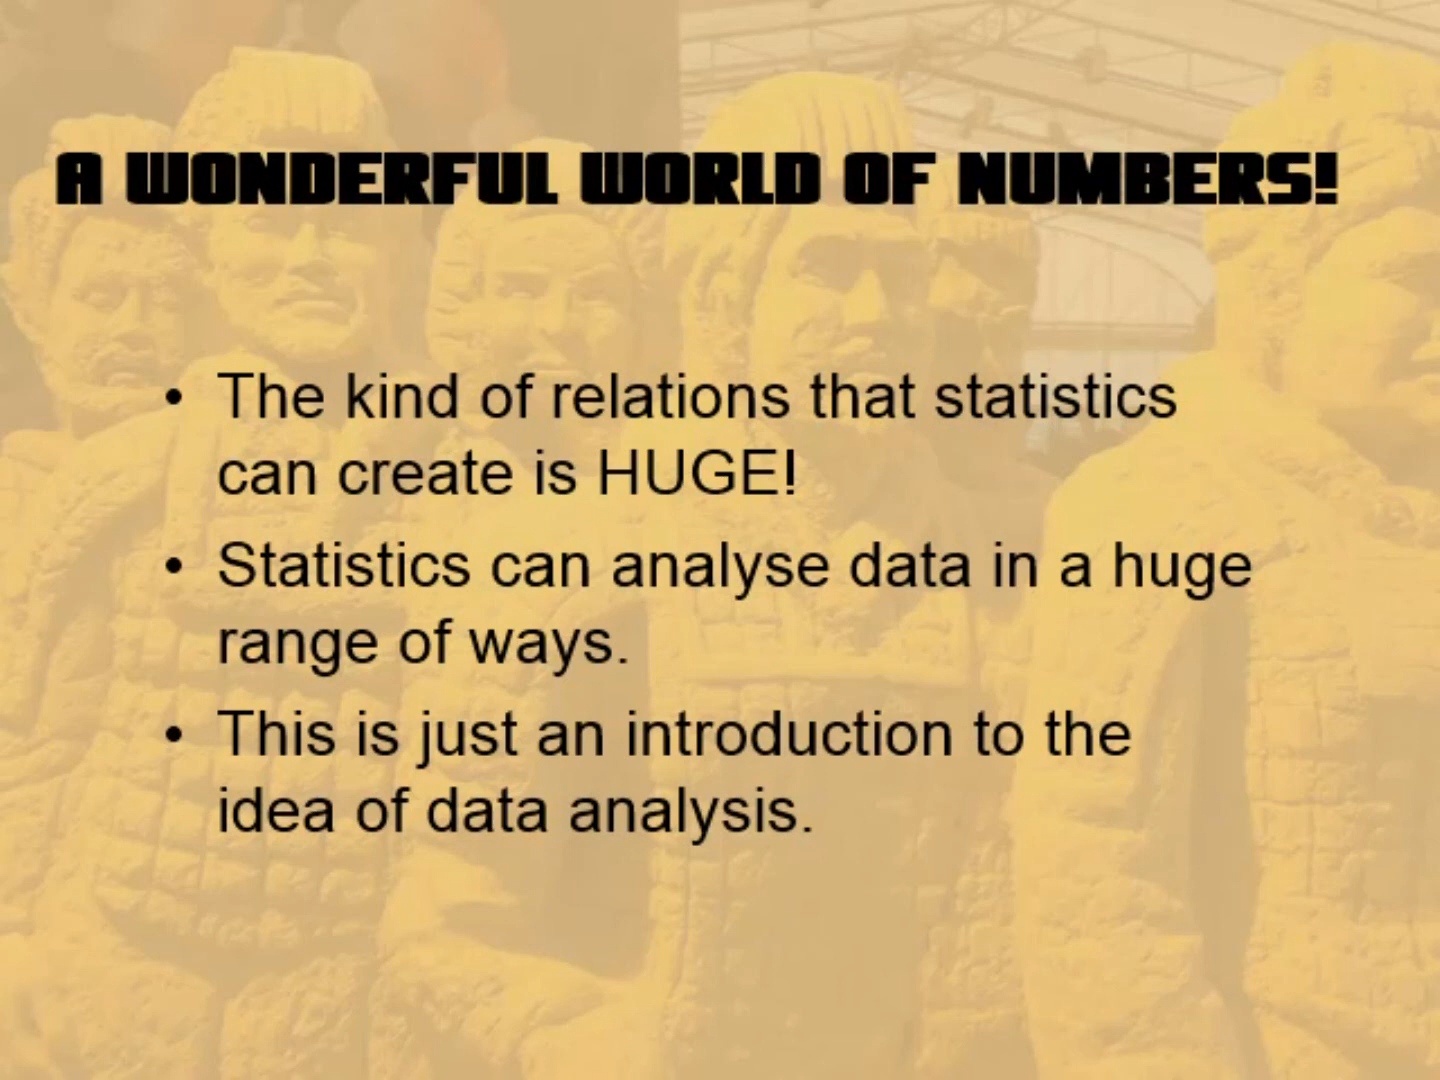 A WONDERFUL WORLD OF NUMBERS!
• The kind of relations that statistics
can create is HUGE!
• Statistics can analyse data in a huge
range of ways.
• This is just an introduction to the
idea of data analysis.